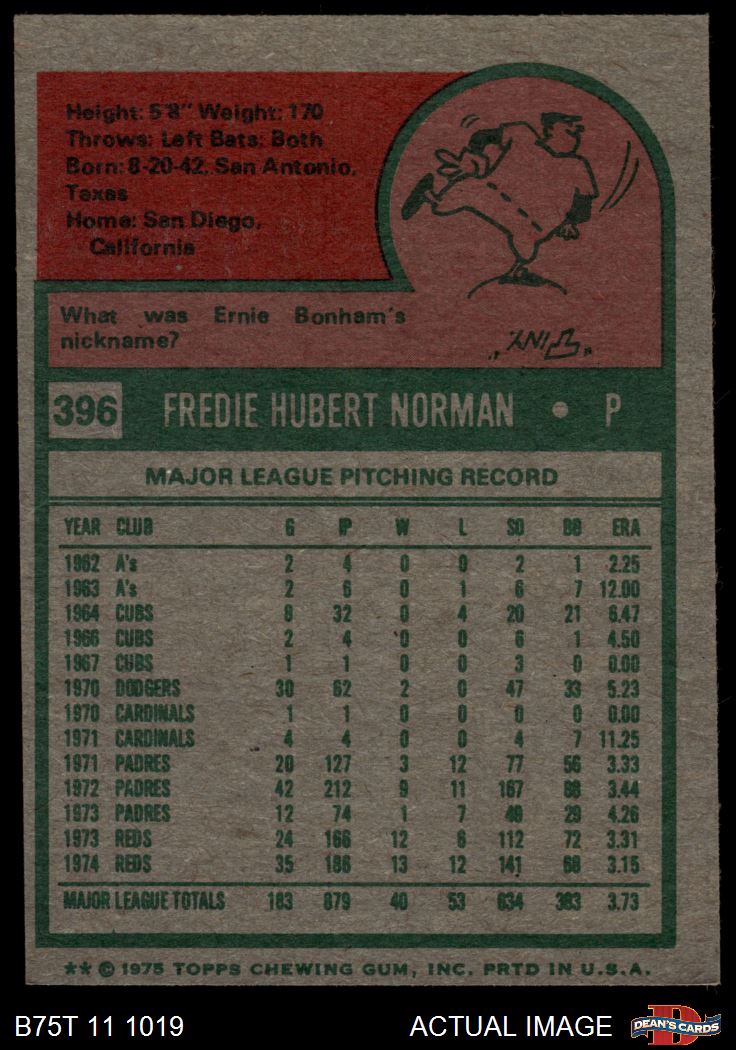 Height: 5'8" Weight: 170
Throws: Left Bats: Both
Born: 8-20-42, San Antonio,
Texas
Home: San Diego,
California
What was Ernie Bonham's
nickname?
396 FREDIE HUBERT NORMAN • P
MAJOR LEAGUE PITCHING RECORD
YEAR CLUB G IP W L SO BB ERA
1962 A's 2 4 0 0 2 1 2.25
1963 A's 2 6 0 1 6 7 12.00
1964 CUBS 8 32 0 4 20 21 6.47
1966 CUBS 2 4 0 0 6 1 4.50
1967 CUBS 1 1 0 0 3 0 0.00
1970 DODGERS 30 62 2 0 47 33 5.23
1970 CARDINALS 1 1 0 0 0 0 0.00
1971 CARDINALS 4 4 0 0 4 7 11.25
1971 PADRES 20 127 3 12 77 56 3.33
1972 PADRES 42 212 9 11 167 88 3.44
1973 PADRES 12 74 1 7 49 29 4.26
1973 REDS 24 166 12 6 112 72 3.31
1974 REDS 35 186 13 12 141 68 3.15
MAJOR LEAGUE TOTALS 183 879 40 53 634 383 3.73
** © 1975 TOPPS CHEWING GUM, INC. PRTD IN U.S.A.
B75T 11 1019 ACTUAL IMAGE DEAN'S CARDS